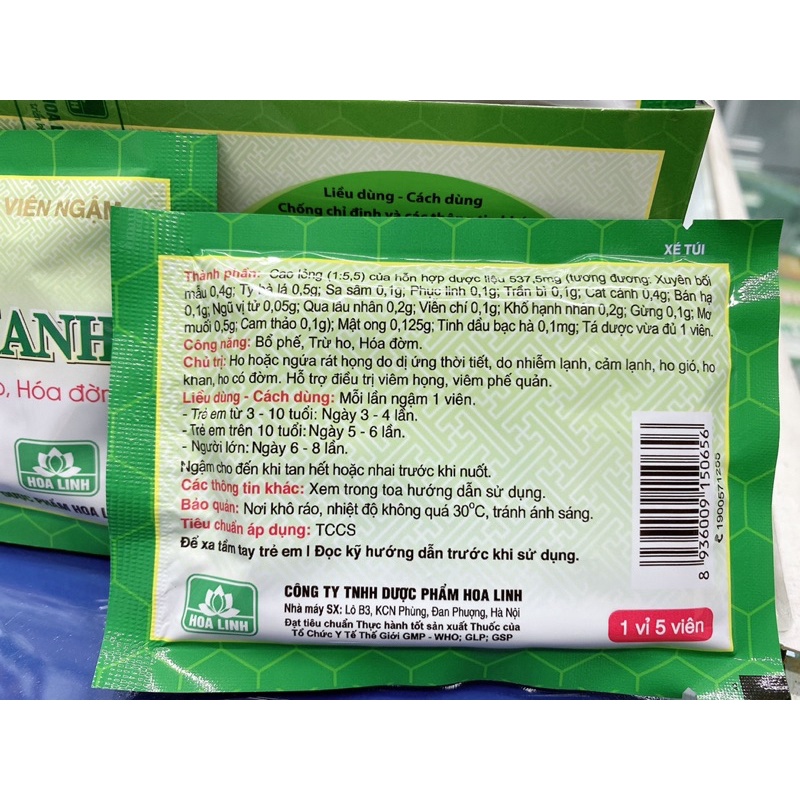 Liều dùng - Cách dùng
VIÊN NGẬM
XÉ TÚI
Thành phần: Cao lỏng (1:5,5) của hỗn hợp dược liệu 537,5mg (tương đương: Xuyên bối
mẫu 0,4g; Tỳ bà lá 0,5g; Sa sâm 0,1g; Phục linh 0,1g; Trần bì 0,1g; Cát cánh 0,4g; Bán hạ
0,1g; Ngũ vị tử 0,05g; Qua lâu nhân 0,2g; Viễn chí 0,1g; Khổ hạnh nhân 0,2g; Gừng 0,1g; Mơ
muối 0,5g; Cam thảo 0,1g); Mật ong 0,125g; Tinh dầu bạc hà 0,1mg; Tá dược vừa đủ 1 viên.
Công năng: Bổ phế, Trừ ho, Hóa đờm.
Chủ trị: Ho hoặc ngứa rát họng do dị ứng thời tiết, do nhiễm lạnh, cảm lạnh, ho gió, ho
khan, ho có đờm. Hỗ trợ điều trị viêm họng, viêm phế quản.
Liều dùng - Cách dùng: Mỗi lần ngậm 1 viên.
- Trẻ em từ 3 - 10 tuổi: Ngày 3 - 4 lần.
- Trẻ em trên 10 tuổi: Ngày 5 - 6 lần.
- Người lớn: Ngày 6 - 8 lần.
Ngậm cho đến khi tan hết hoặc nhai trước khi nuốt.
Các thông tin khác: Xem trong toa hướng dẫn sử dụng.
Bảo quản: Nơi khô ráo, nhiệt độ không quá 30°C, tránh ánh sáng.
Tiêu chuẩn áp dụng: TCCS
Để xa tầm tay trẻ em | Đọc kỹ hướng dẫn trước khi sử dụng.
HOA LINH
CÔNG TY TNHH DƯỢC PHẨM HOA LINH
Nhà máy SX: Lô B3, KCN Phùng, Đan Phượng, Hà Nội
Đạt tiêu chuẩn Thực hành tốt sản xuất Thuốc của
Tổ Chức Y Tế Thế Giới GMP - WHO; GLP; GSP
1 vỉ 5 viên
8 936009 150656
1900571255
ANH
, Hóa đờ
HOA LINH
DƯỢC PHẨM HOA L